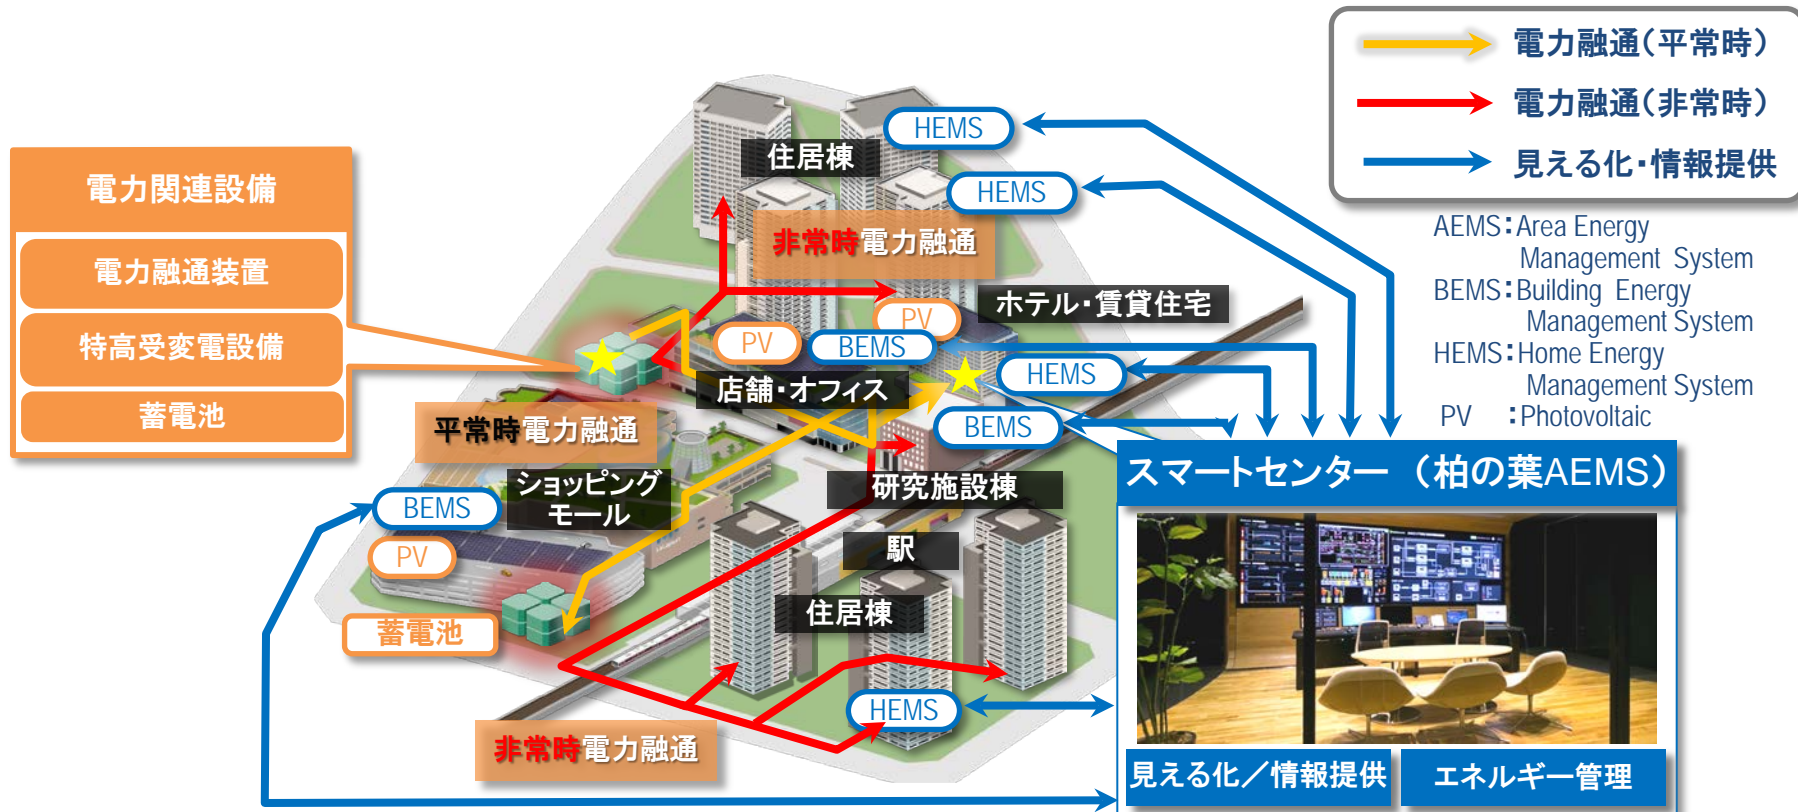 電力融通(平常時)
電力融通(非常時)
見える化・情報提供
AEMS:Area Energy
Management System
BEMS:Building Energy
Management System
HEMS:Home Energy
Management System
PV :Photovoltaic
電力関連設備
電力融通装置
特高受変電設備
蓄電池
HEMS
住居棟
HEMS
非常時電力融通
ホテル・賃貸住宅
PV
PV
BEMS
HEMS
店舗・オフィス
平常時電力融通
BEMS
ショッピング
モール
研究施設棟
BEMS
PV
駅
蓄電池
住居棟
HEMS
非常時電力融通
スマートセンター (柏の葉AEMS)
見える化/情報提供
エネルギー管理